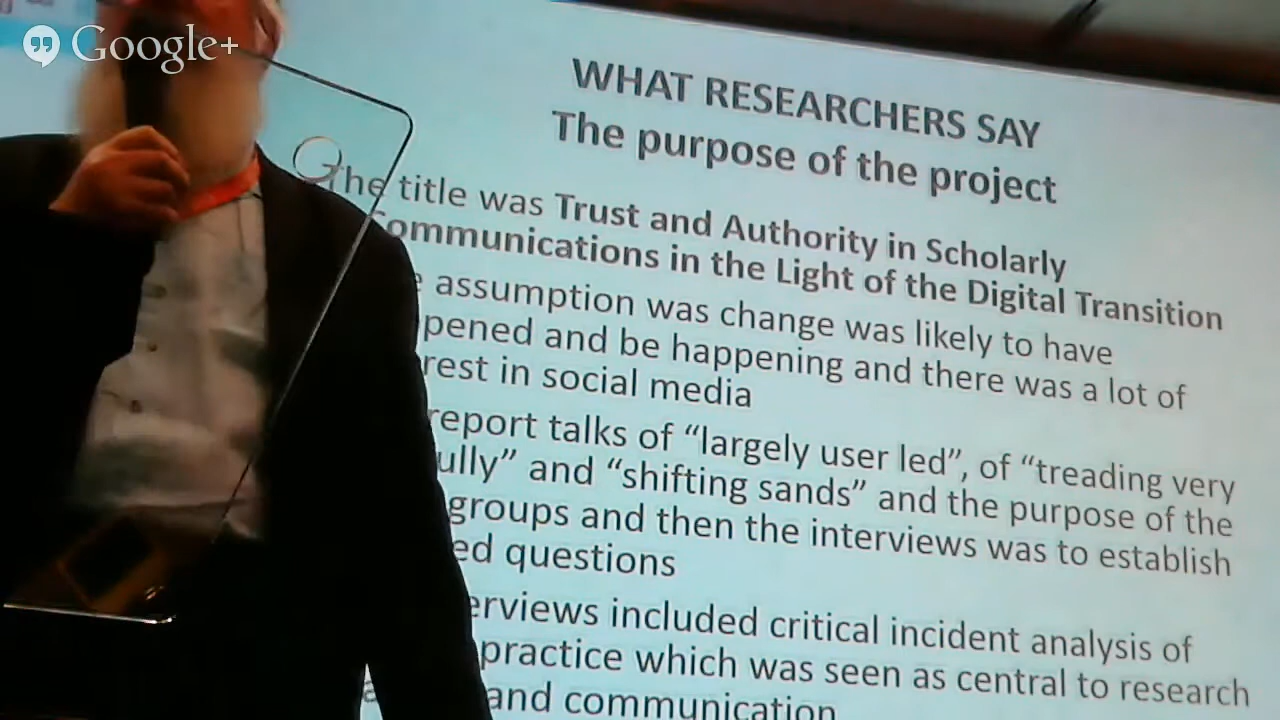 Google+
WHAT RESEARCHERS SAY
The purpose of the project
The title was Trust and Authority in Scholarly
Communications in the Light of the Digital Transition
assumption was change was likely to have
pened and be happening and there was a lot of
rest in social media
report talks of “largely user led”, of “treading very
ully” and “shifting sands” and the purpose of the
groups and then the interviews was to establish
ed questions
erviews included critical incident analysis of
practice which was seen as central to research
and communication